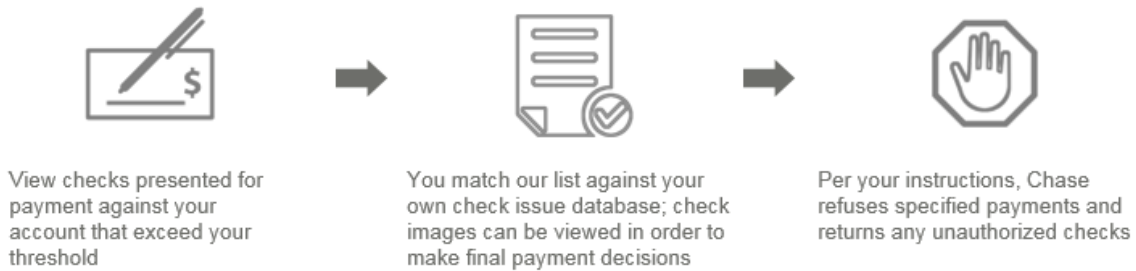 $
View checks presented for
payment against your
account that exceed your
threshold
You match our list against your
own check issue database; check
images can be viewed in order to
make final payment decisions
Per your instructions, Chase
refuses specified payments and
returns any unauthorized checks